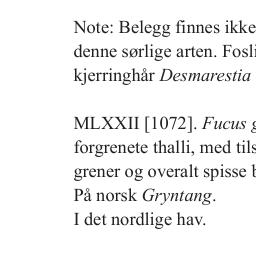 Note: Belegg finnes ikke
denne sørlige arten. Fosl
kjerringhår Desmarestia
MLXXII [1072]. Fucus g
forgrenete thalli, med tils
grener og overalt spisse b
På norsk Gryntang.
I det nordlige hav.